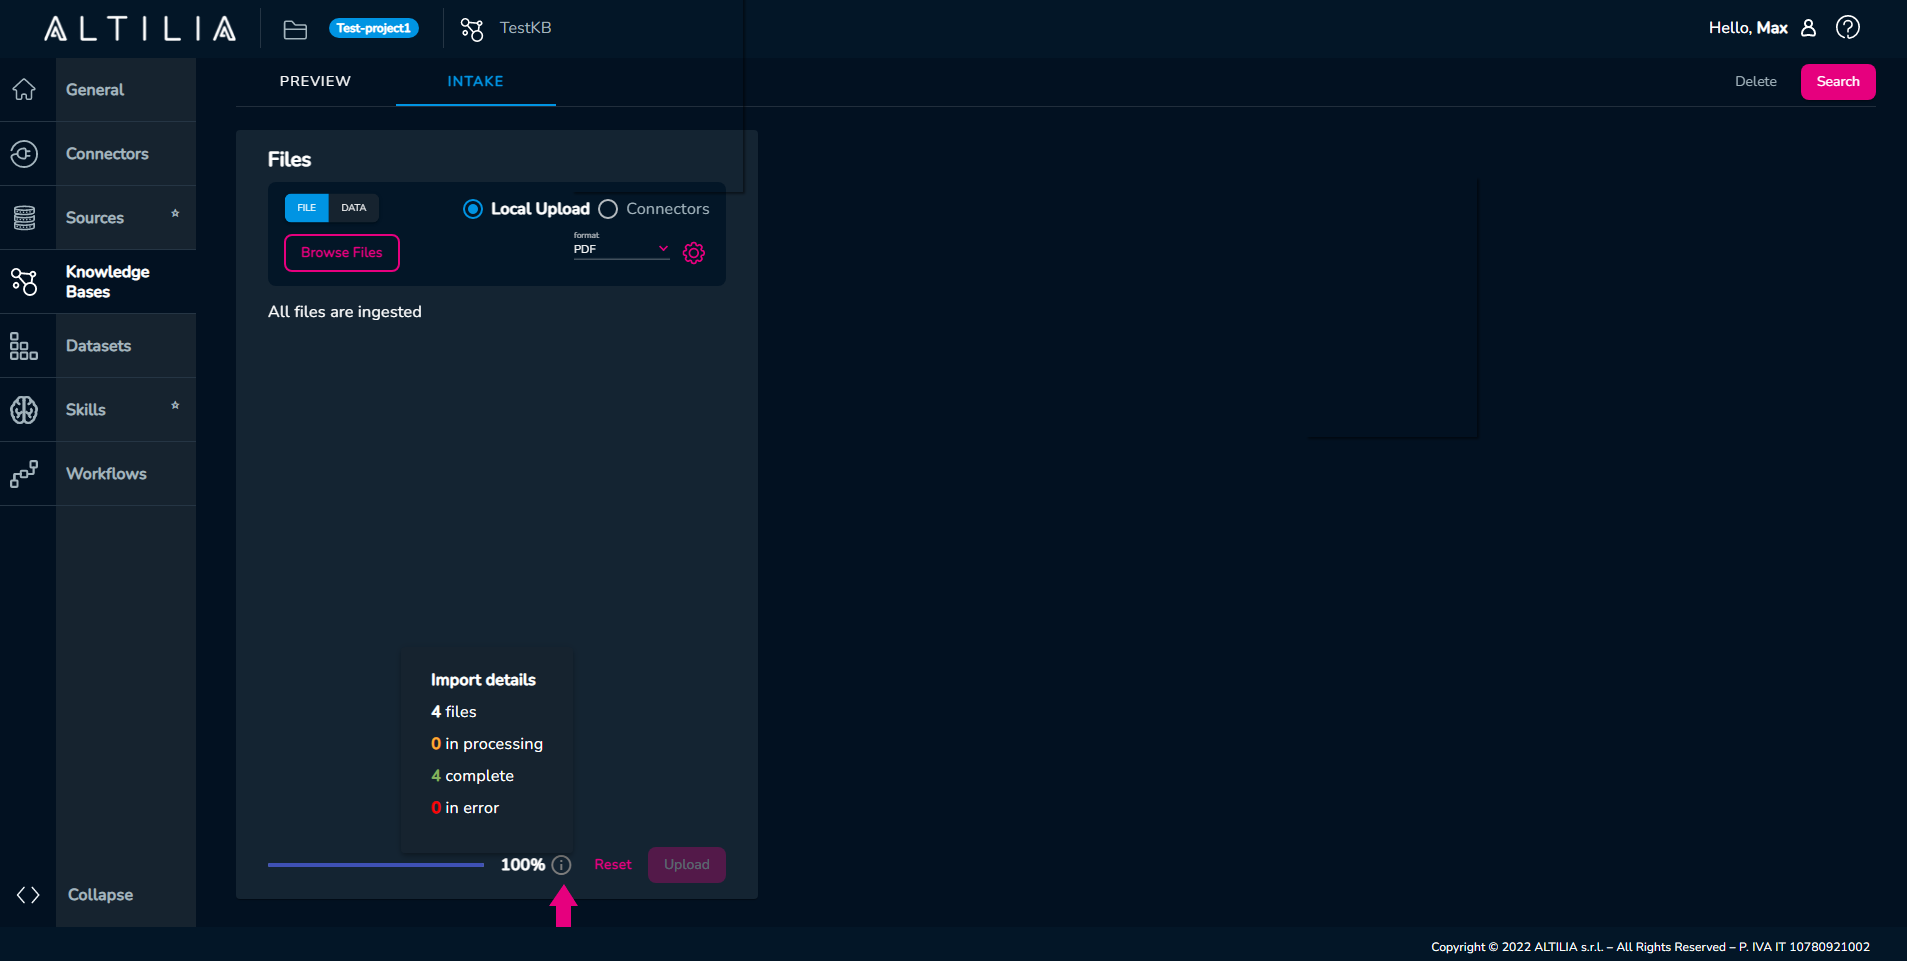 ALTILIA
Test-project1
TestKB
Hello, Max
General
Connectors
Sources
Knowledge
Bases
Datasets
Skills
Workflows
Collapse
PREVIEW
INTAKE
Delete
Search
Files
FILE
DATA
Local Upload
Connectors
Browse Files
format
PDF
All files are ingested
Import details
4 files
0 in processing
4 complete
0 in error
100%
Reset
Upload
Copyright © 2022 ALTILIA s.r.l. – All Rights Reserved – P. IVA IT 10780921002